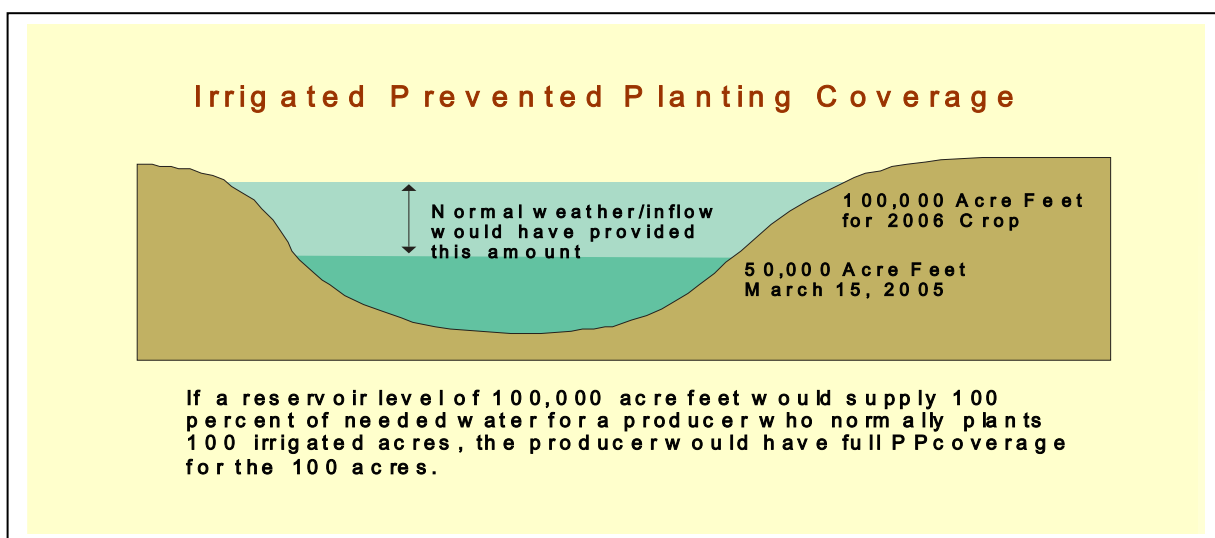 Irrigated Prevented Planting Coverage
Normal weather/inflow
would have provided
this amount
100,000 Acre Feet
for 2006 Crop
50,000 Acre Feet
March 15, 2005
If a reservoir level of 100,000 acre feet would supply 100
percent of needed water for a producer who normally plants
100 irrigated acres, the producer would have full PP coverage
for the 100 acres.